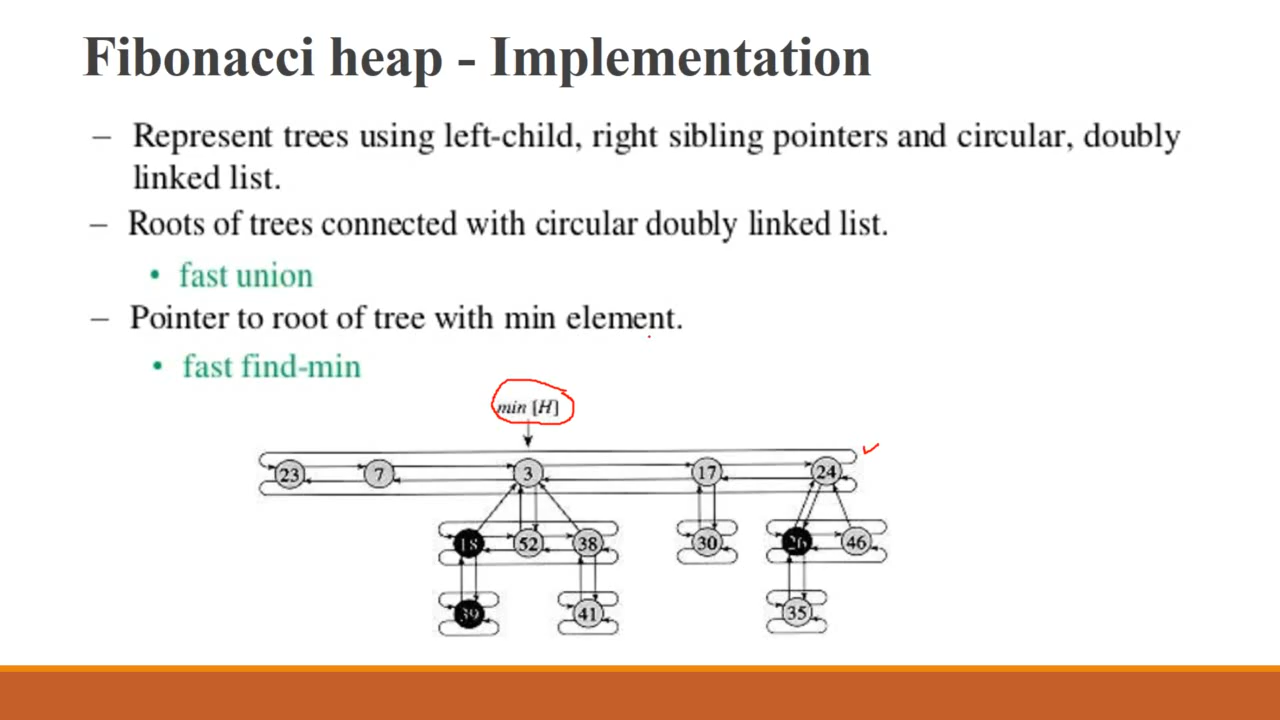 Fibonacci heap - Implementation
– Represent trees using left-child, right sibling pointers and circular, doubly
linked list.
– Roots of trees connected with circular doubly linked list.
• fast union
– Pointer to root of tree with min element.
• fast find-min
min [H]
23 7 3 17 24
18 52 38 30 26 46
39 41 35